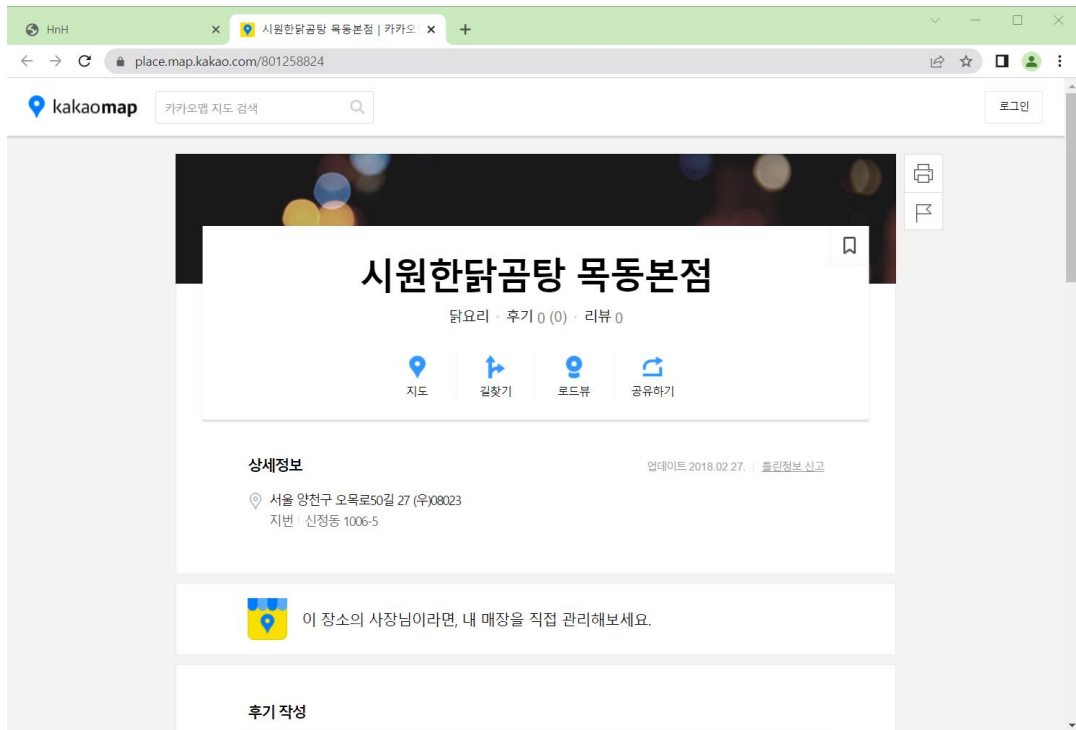 HnH
시원한닭곰탕 목동본점 | 카카오
place.map.kakao.com/801258824
kakaomap
카카오맵 지도 검색
로그인
시원한닭곰탕 목동본점
닭요리 · 후기 0 (0) · 리뷰 0
지도 길찾기 로드뷰 공유하기
상세정보
업데이트 2018.02.27. | 틀린정보 신고
서울 양천구 오목로50길 27 (우)08023
지번 | 신정동 1006-5
이 장소의 사장님이라면, 내 매장을 직접 관리해보세요.
후기 작성